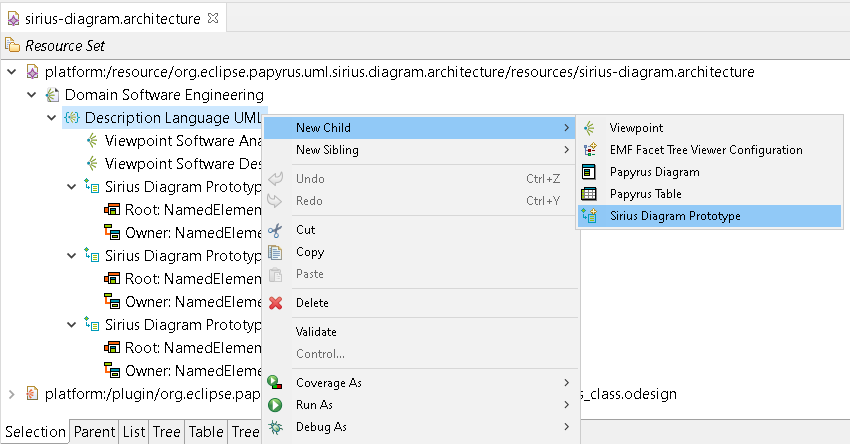 sirius-diagram.architecture
Resource Set
platform:/resource/org.eclipse.papyrus.uml.sirius.diagram.architecture/resources/sirius-diagram.architecture
Domain Software Engineering
Description Language UML
Viewpoint Software Ana
Viewpoint Software Des
Sirius Diagram Prototyp
Root: NamedElemen
Owner: NamedEleme
Sirius Diagram Prototyp
Root: NamedElemen
Owner: NamedEleme
Sirius Diagram Prototyp
Root: NamedElemen
Owner: NamedEleme
platform:/plugin/org.eclipse.pap
s_class.odesign
Selection Parent List Tree Table Tree
New Child
New Sibling
Undo Ctrl+Z
Redo Ctrl+Y
Cut
Copy
Paste
Delete
Validate
Control...
Coverage As
Run As
Debug As
Viewpoint
EMF Facet Tree Viewer Configuration
Papyrus Diagram
Papyrus Table
Sirius Diagram Prototype